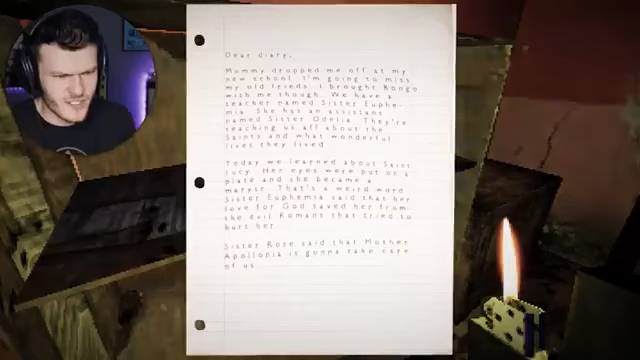 Dear diary,
Mommy dropped me off at my
new school. I'm going to miss
my old frieds. I brought Bongo
with me though. We have a
teacher named Sister Euphe-
mia. She has an assistant
named Sister Odelia. They're
teaching us all about the
Saints and what wonderful
lives they lived
Today we learned about Saint
Lucy. Her eyes were put on a
plate and she became a
marysr. That's a weird word
Sister Euphemia said that her
love for God saved her from
the evil Romans that tried to
hurt her
Sister Rose said that Mother
Apollonia is gonna take care
of us